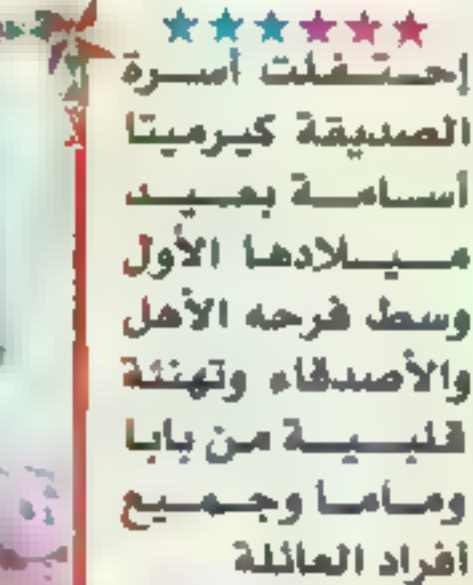 إحتفلت أسرة
الصديقة كيرميتا
أسامة بعيد
ميلادها الأول
وسط فرحه الأهل
والأصدقاء وتهنئة
قلبية من بابا
وماما وجميع
أفراد العائلة